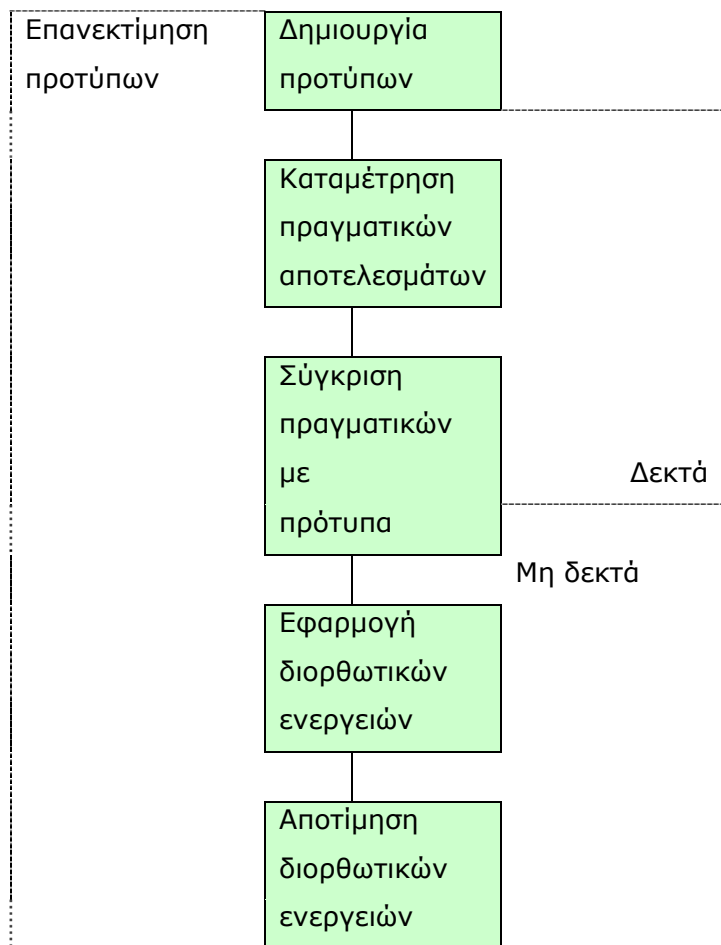 Επανεκτίμηση
προτύπων
Δημιουργία
προτύπων
Καταμέτρηση
πραγματικών
αποτελεσμάτων
Σύγκριση
πραγματικών
με
πρότυπα
Δεκτά
Μη δεκτά
Εφαρμογή
διορθωτικών
ενεργειών
Αποτίμηση
διορθωτικών
ενεργειών